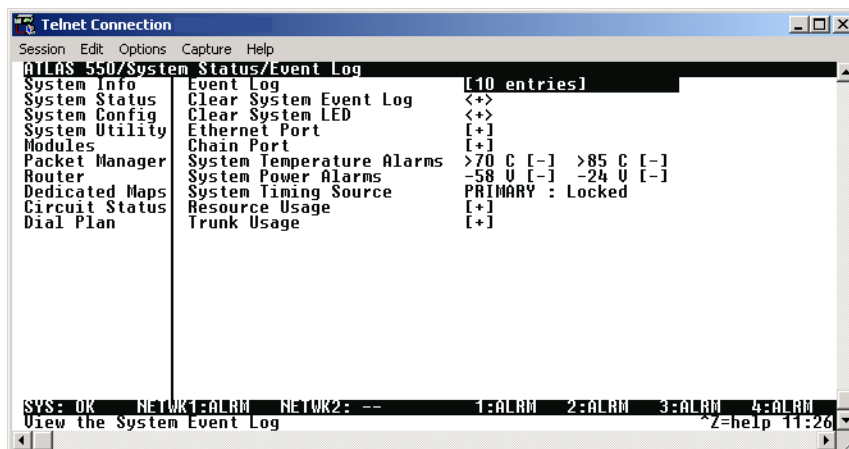 Telnet Connection
Session Edit Options Capture Help
ATLAS 550/System Status/Event Log
System Info Event Log [10 entries]
System Status Clear System Event Log <+>
System Config Clear System LED <+>
System Utility Ethernet Port [+]
Modules Chain Port [+]
Packet Manager System Temperature Alarms >70 C [-] >85 C [-]
Router System Power Alarms -58 V [-] -24 V [-]
Dedicated Maps System Timing Source PRIMARY : Locked
Circuit Status Resource Usage [+]
Dial Plan Trunk Usage [+]
SYS: OK NETWK1:ALRM NETWK2: -- 1:ALRM 2:ALRM 3:ALRM 4:ALRM
View the System Event Log ^Z=help 11:26